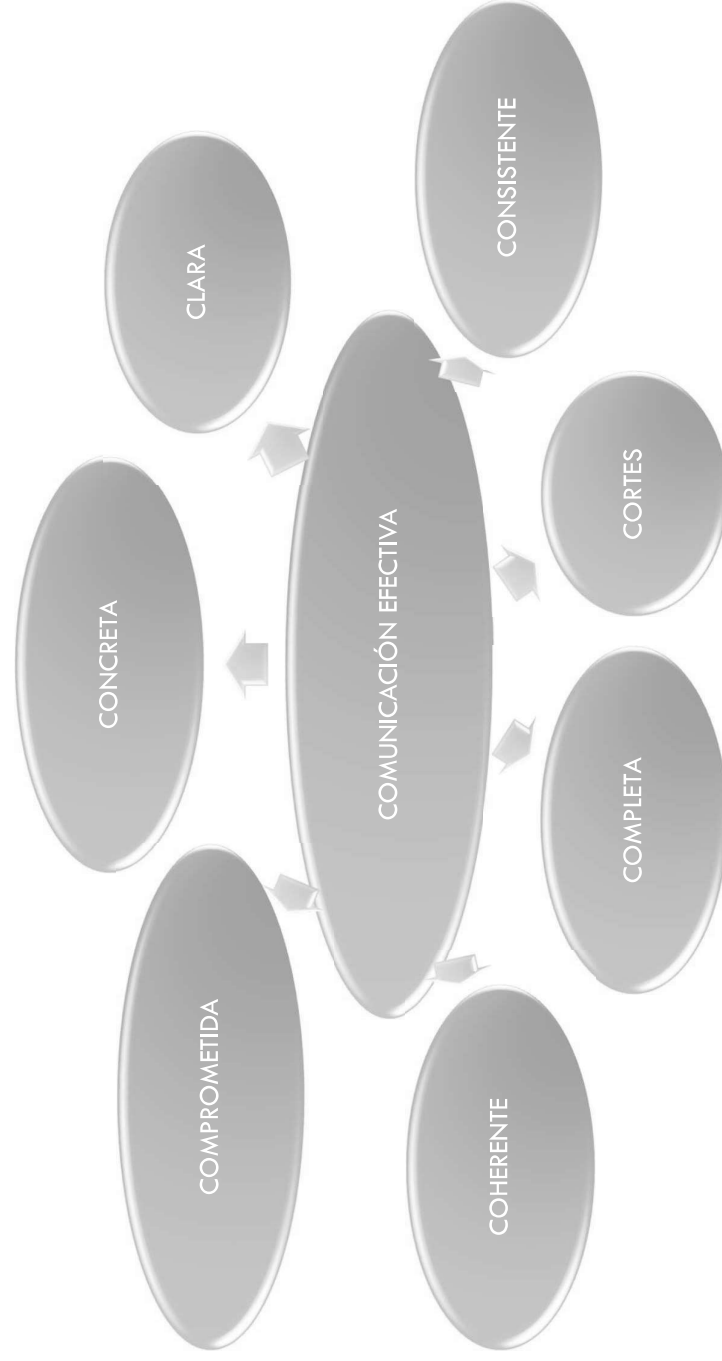 COMUNICACIÓN EFECTIVA
CONCRETA
CLARA
CONSISTENTE
CORTES
COMPLETA
COHERENTE
COMPROMETIDA